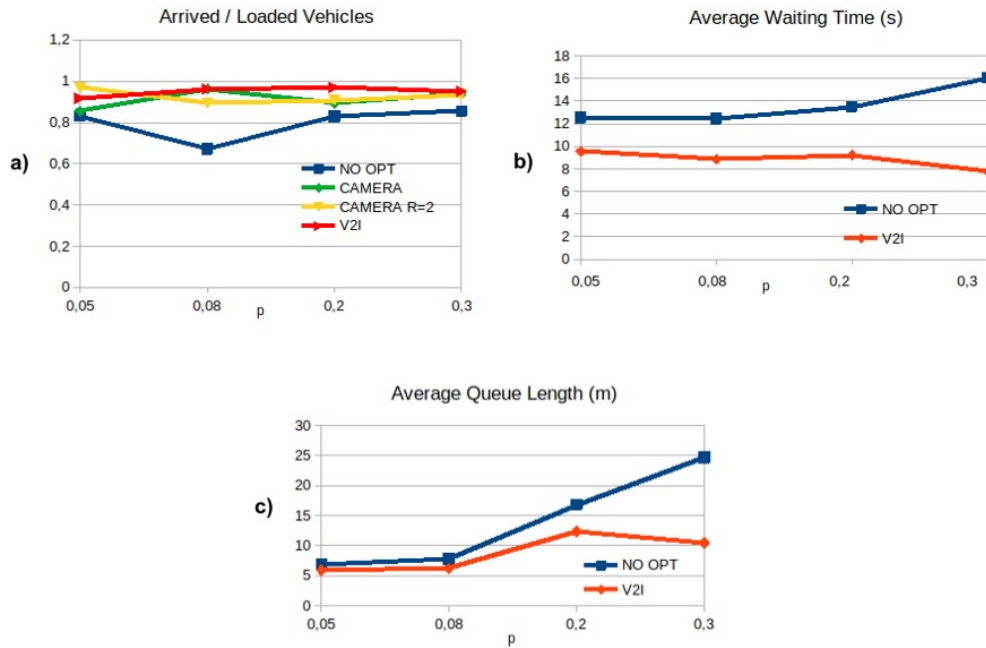 Arrived / Loaded Vehicles
1,2
1
0,8
0,6
0,4
0,2
0
0,05
0,08
0,2
0,3
p
NO OPT
CAMERA
CAMERA R=2
V2I
a)
Average Waiting Time (s)
18
16
14
12
10
8
6
4
2
0
0,05
0,08
0,2
0,3
p
NO OPT
V2I
b)
Average Queue Length (m)
30
25
20
15
10
5
0
0,05
0,08
0,2
0,3
p
NO OPT
V2I
c)